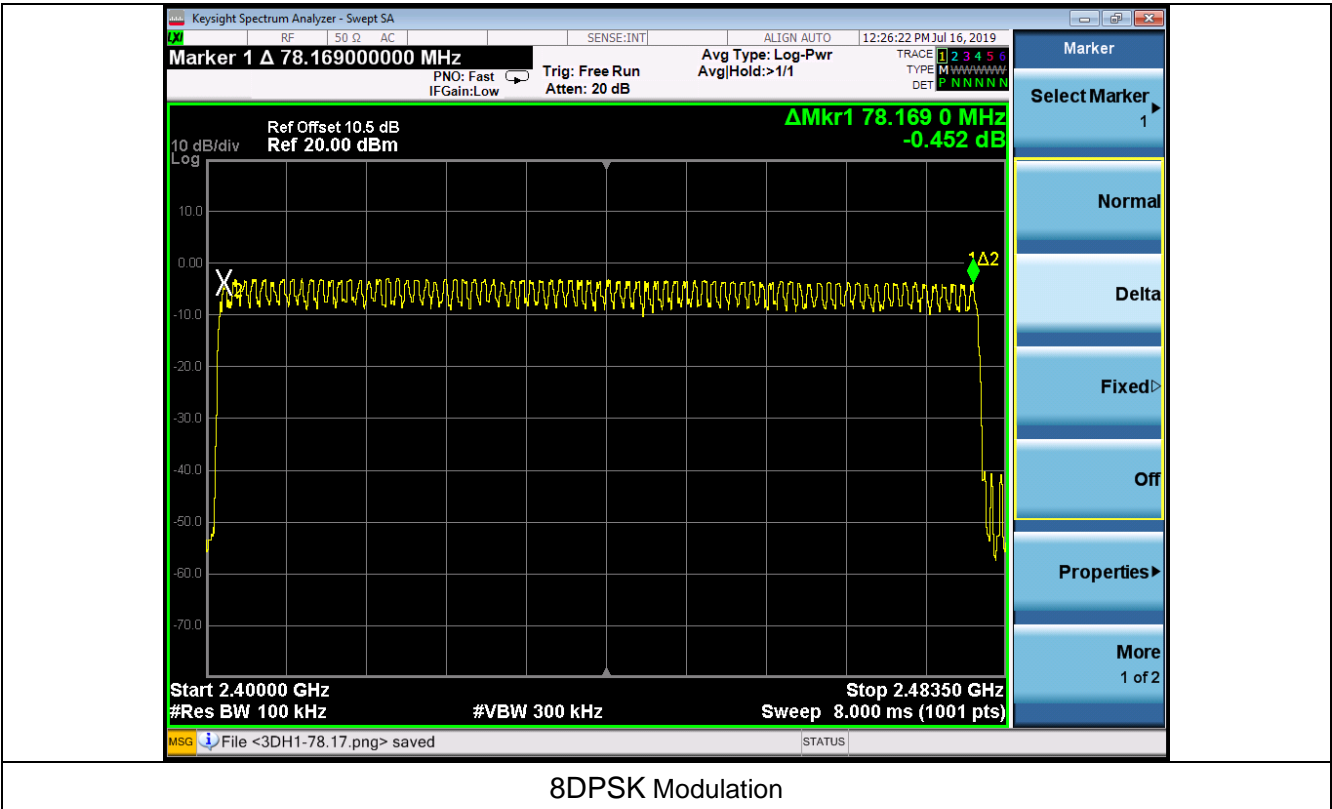 Keysight Spectrum Analyzer - Swept SA
LXI RF 50 Ω AC SENSE:INT ALIGN AUTO 12:26:22 PM Jul 16, 2019
Marker 1 Δ 78.169000000 MHz
PNO: Fast
IFGain:Low
Trig: Free Run
Atten: 20 dB
Avg Type: Log-Pwr
Avg|Hold:>1/1
TRACE 1 2 3 4 5 6
TYPE M WWWWW
DET P N N N N N
ΔMkr1 78.169 0 MHz
-0.452 dB
Ref Offset 10.5 dB
10 dB/div Ref 20.00 dBm
Log
10.0
0.00
-10.0
-20.0
-30.0
-40.0
-50.0
-60.0
-70.0
X2
1Δ2
Start 2.40000 GHz Stop 2.48350 GHz
#Res BW 100 kHz #VBW 300 kHz Sweep 8.000 ms (1001 pts)
MSG File <3DH1-78.17.png> saved STATUS
Marker
Select Marker
1
Normal
Delta
Fixed
Off
Properties
More
1 of 2
8DPSK Modulation